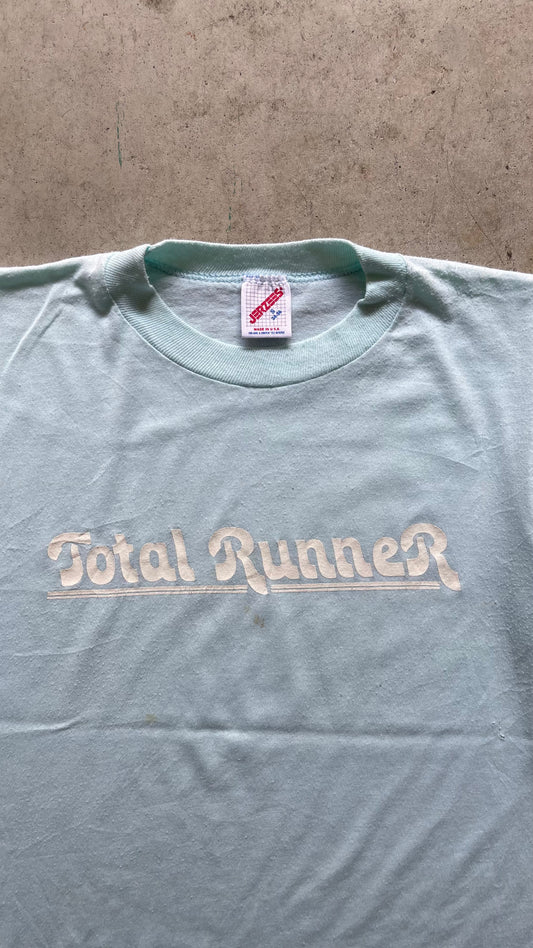 JERZEES
MADE IN U.S.A.
Total RunneR